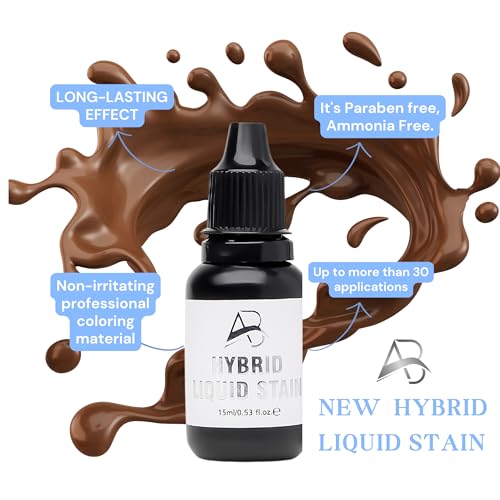 LONG-LASTING
EFFECT
It's Paraben free,
Ammonia Free.
Non-irritating
professional
coloring
material
Up to more than 30
applications
AB
HYBRID
LIQUID STAIN
15ml/0.53 fl.oz.e
AB
NEW HYBRID
LIQUID STAIN